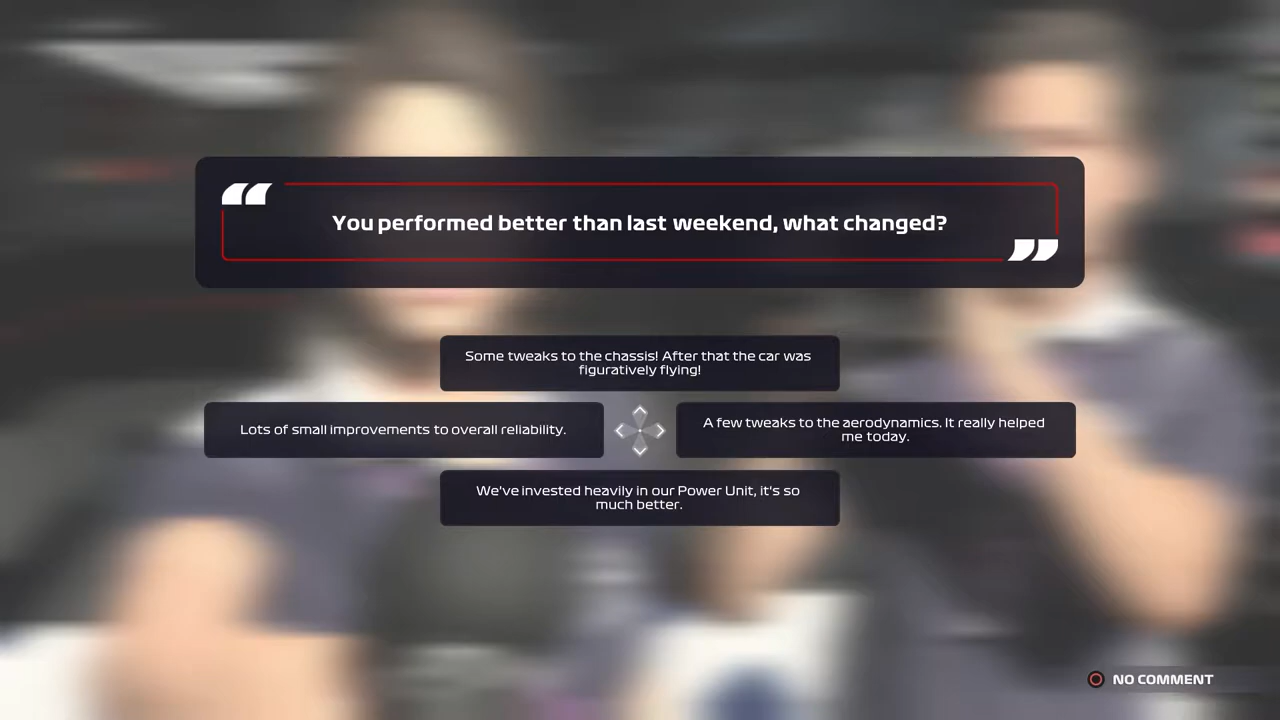 You performed better than last weekend, what changed?
Some tweaks to the chassis! After that the car was
figuratively flying!
Lots of small improvements to overall reliability.
A few tweaks to the aerodynamics. It really helped
me today.
We've invested heavily in our Power Unit, it's so
much better.
NO COMMENT